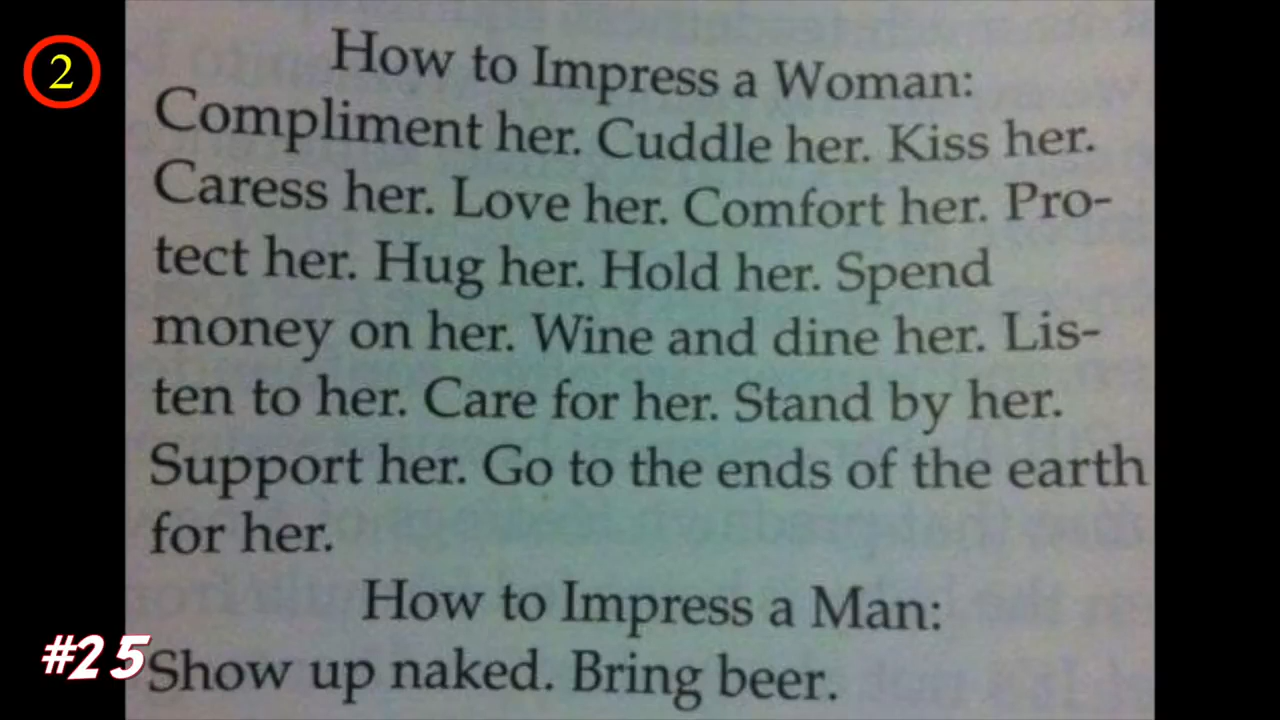 2
How to Impress a Woman:
Compliment her. Cuddle her. Kiss her.
Caress her. Love her. Comfort her. Pro-
tect her. Hug her. Hold her. Spend
money on her. Wine and dine her. Lis-
ten to her. Care for her. Stand by her.
Support her. Go to the ends of the earth
for her.
How to Impress a Man:
#25
Show up naked. Bring beer.